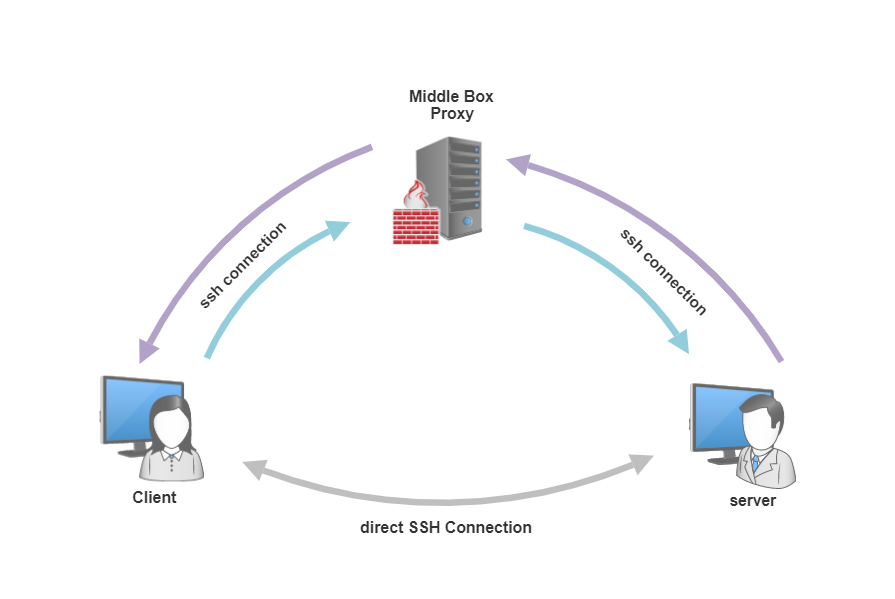 Middle Box
Proxy
ssh connection
ssh connection
Client
server
direct SSH Connection